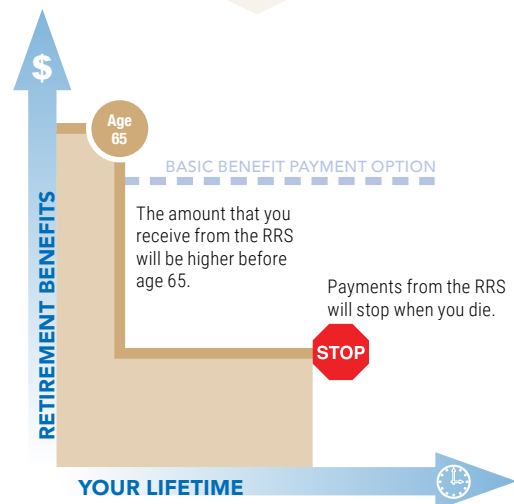 $
Age
65
BASIC BENEFIT PAYMENT OPTION
The amount that you
receive from the RRS
will be higher before
age 65.
Payments from the RRS
will stop when you die.
STOP
RETIREMENT BENEFITS
YOUR LIFETIME